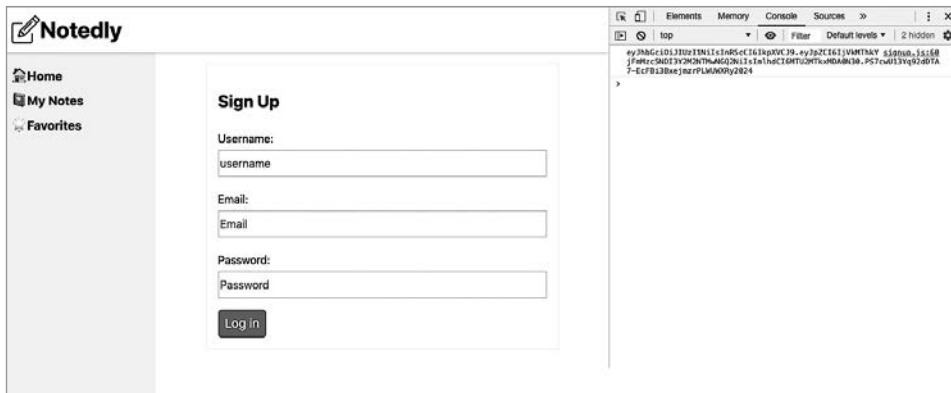 Notedly
Home
My Notes
Favorites
Sign Up
Username:
username
Email:
Email
Password:
Password
Log in
Elements Memory Console Sources »
top Filter Default levels ▼ 2 hidden
signup.js:60
>